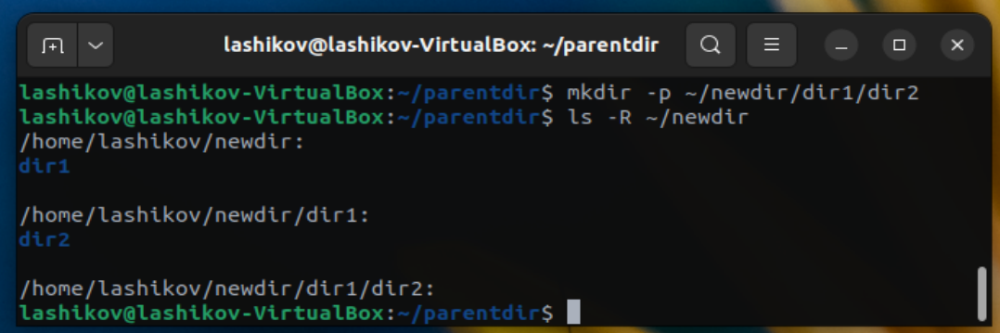 lashikov@lashikov-VirtualBox: ~/parentdir
lashikov@lashikov-VirtualBox:~/parentdir$ mkdir -p ~/newdir/dir1/dir2
lashikov@lashikov-VirtualBox:~/parentdir$ ls -R ~/newdir
/home/lashikov/newdir:
dir1
/home/lashikov/newdir/dir1:
dir2
/home/lashikov/newdir/dir1/dir2:
lashikov@lashikov-VirtualBox:~/parentdir$